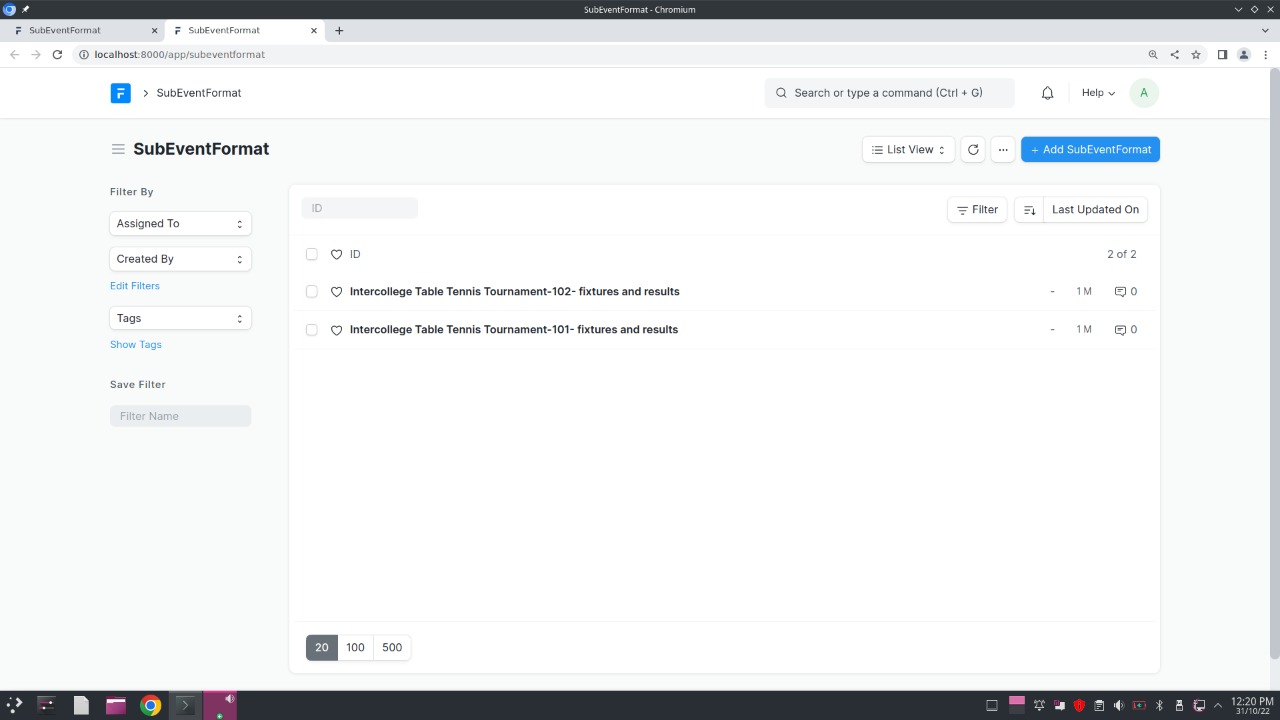 SubEventFormat - Chromium
SubEventFormat
SubEventFormat
localhost:8000/app/subeventformat
SubEventFormat
Search or type a command (Ctrl + G)
Help
A
SubEventFormat
List View
+ Add SubEventFormat
Filter By
Assigned To
Created By
Edit Filters
Tags
Show Tags
Save Filter
Filter Name
ID
Filter
Last Updated On
ID
2 of 2
Intercollege Table Tennis Tournament-102- fixtures and results
-
1 M
0
Intercollege Table Tennis Tournament-101- fixtures and results
-
1 M
0
20
100
500
12:20 PM
31/10/22